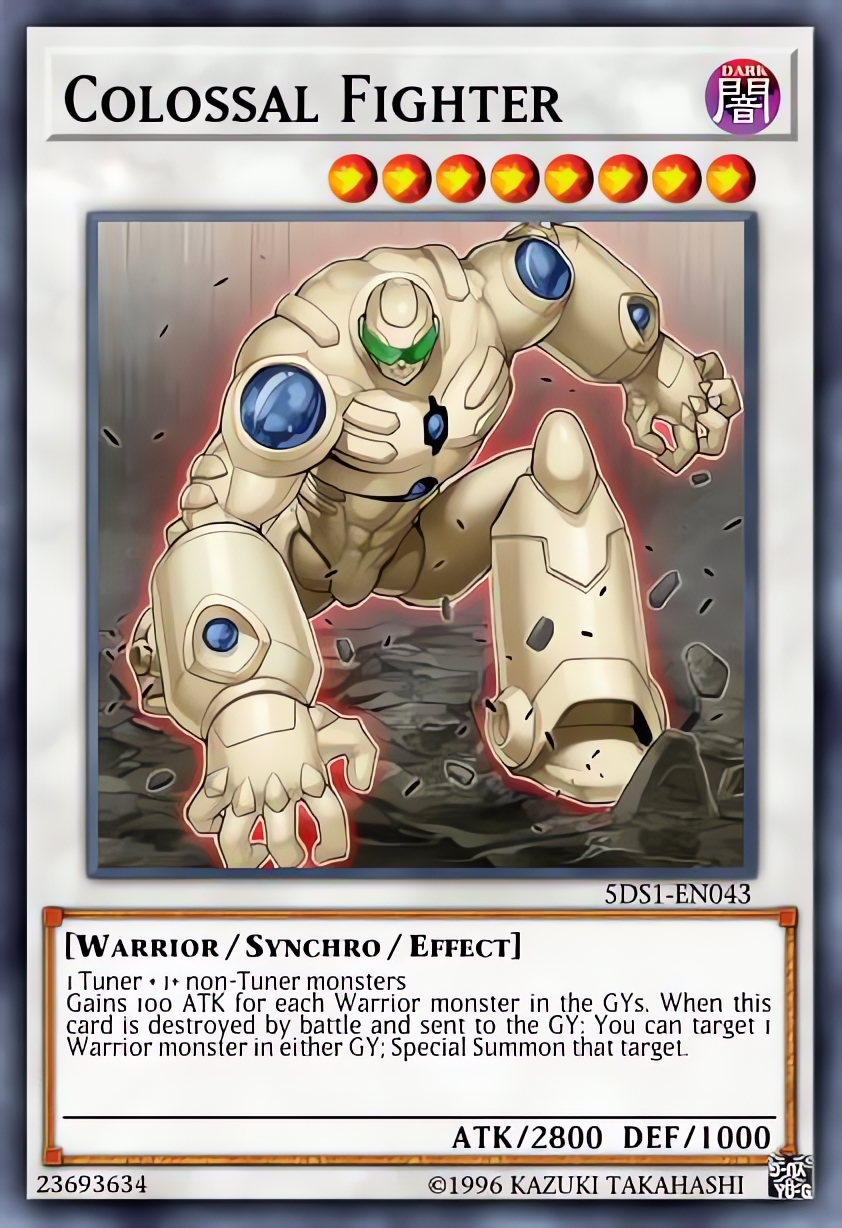 COLOSSAL FIGHTER
DARK
闇
5DS1-EN043
[WARRIOR / SYNCHRO / EFFECT]
1 Tuner + 1+ non-Tuner monsters
Gains 100 ATK for each Warrior monster in the GYs. When this
card is destroyed by battle and sent to the GY: You can target 1
Warrior monster in either GY; Special Summon that target.
ATK/2800 DEF/1000
23693634
©1996 KAZUKI TAKAHASHI